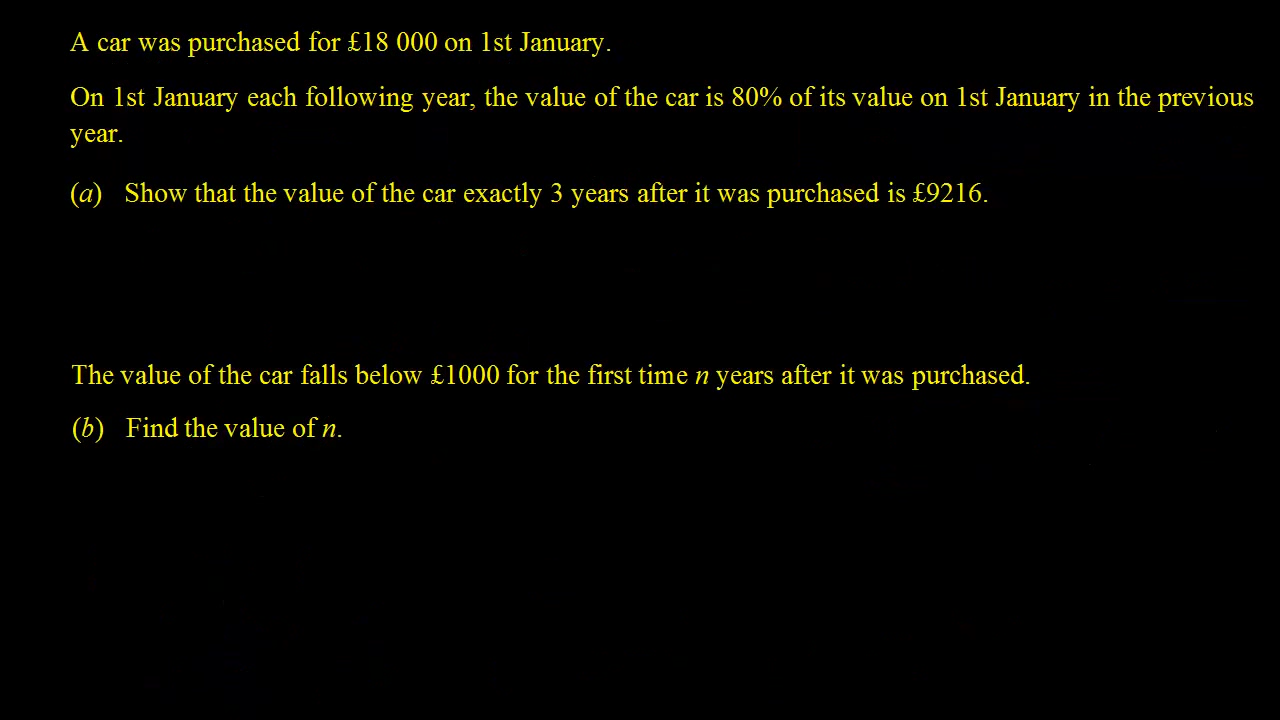 A car was purchased for £18 000 on 1st January.
On 1st January each following year, the value of the car is 80% of its value on 1st January in the previous
year.
(a) Show that the value of the car exactly 3 years after it was purchased is £9216.
The value of the car falls below £1000 for the first time n years after it was purchased.
(b) Find the value of n.